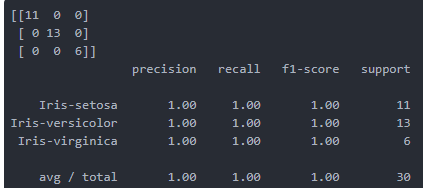 [[11  0  0]
 [ 0 13  0]
 [ 0  0  6]]
                 precision    recall  f1-score   support

    Iris-setosa       1.00      1.00      1.00        11
Iris-versicolor       1.00      1.00      1.00        13
 Iris-virginica       1.00      1.00      1.00         6

    avg / total       1.00      1.00      1.00        30